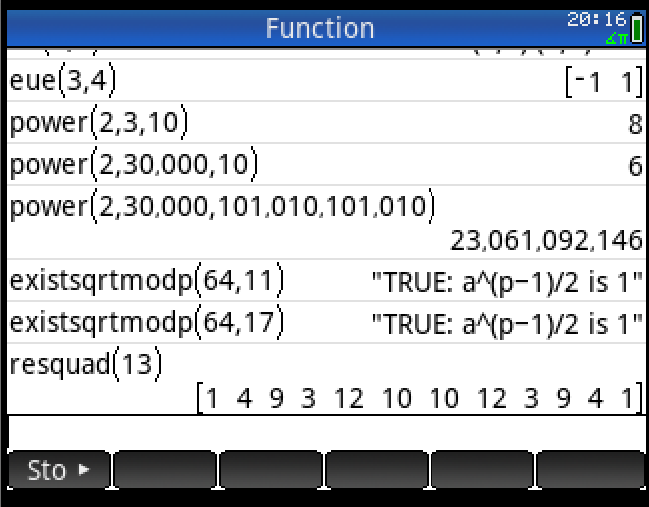 Function
20:16
∡π
eue(3,4)
[-1 1]
power(2,3,10)
8
power(2,30,000,10)
6
power(2,30,000,101,010,101,010)
23,061,092,146
existsqrtmodp(64,11)
"TRUE: a^(p-1)/2 is 1"
existsqrtmodp(64,17)
"TRUE: a^(p-1)/2 is 1"
resquad(13)
[1 4 9 3 12 10 10 12 3 9 4 1]
Sto ▸